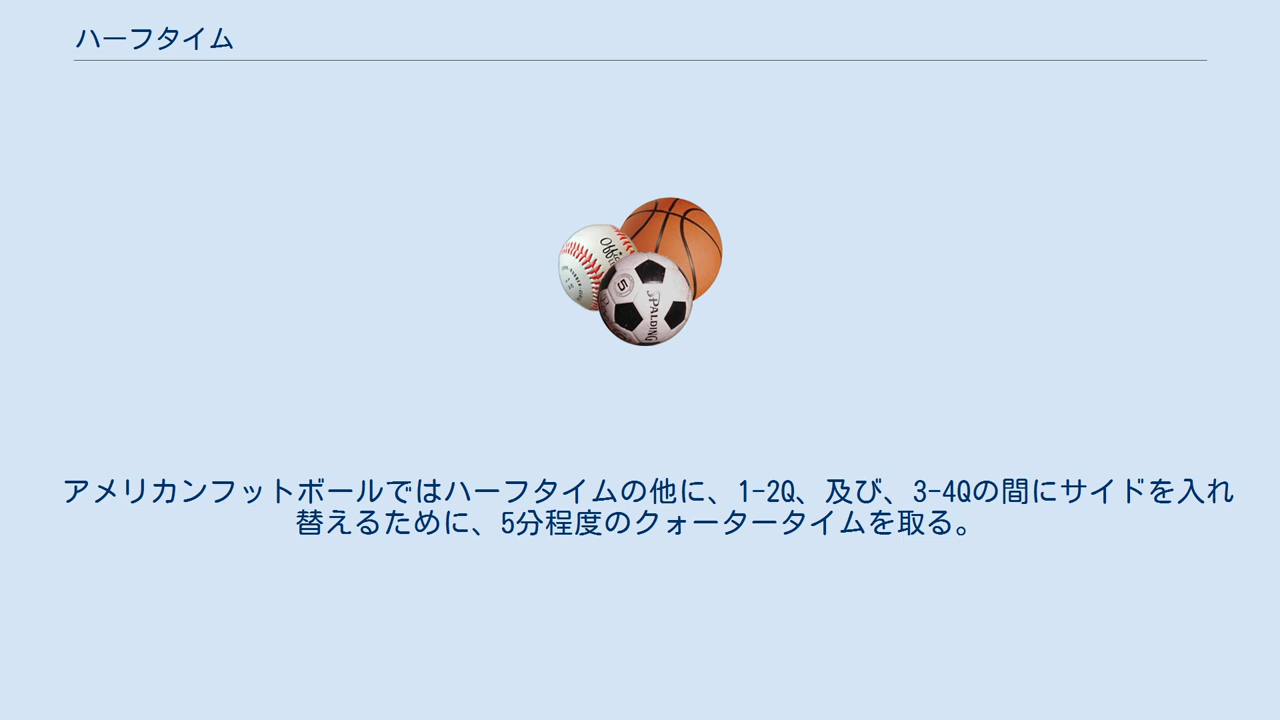 ハーフタイム
Offici
5
SPALDING
アメリカンフットボールではハーフタイムの他に、1-2Q、及び、3-4Qの間にサイドを入れ
替えるために、5分程度のクォータータイムを取る。